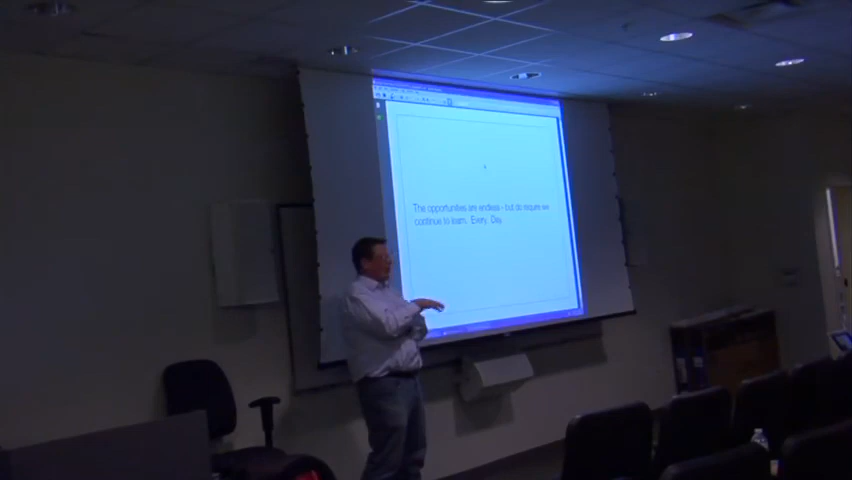 The opportunities are endless - but do require we
continue to learn. Every. Day.